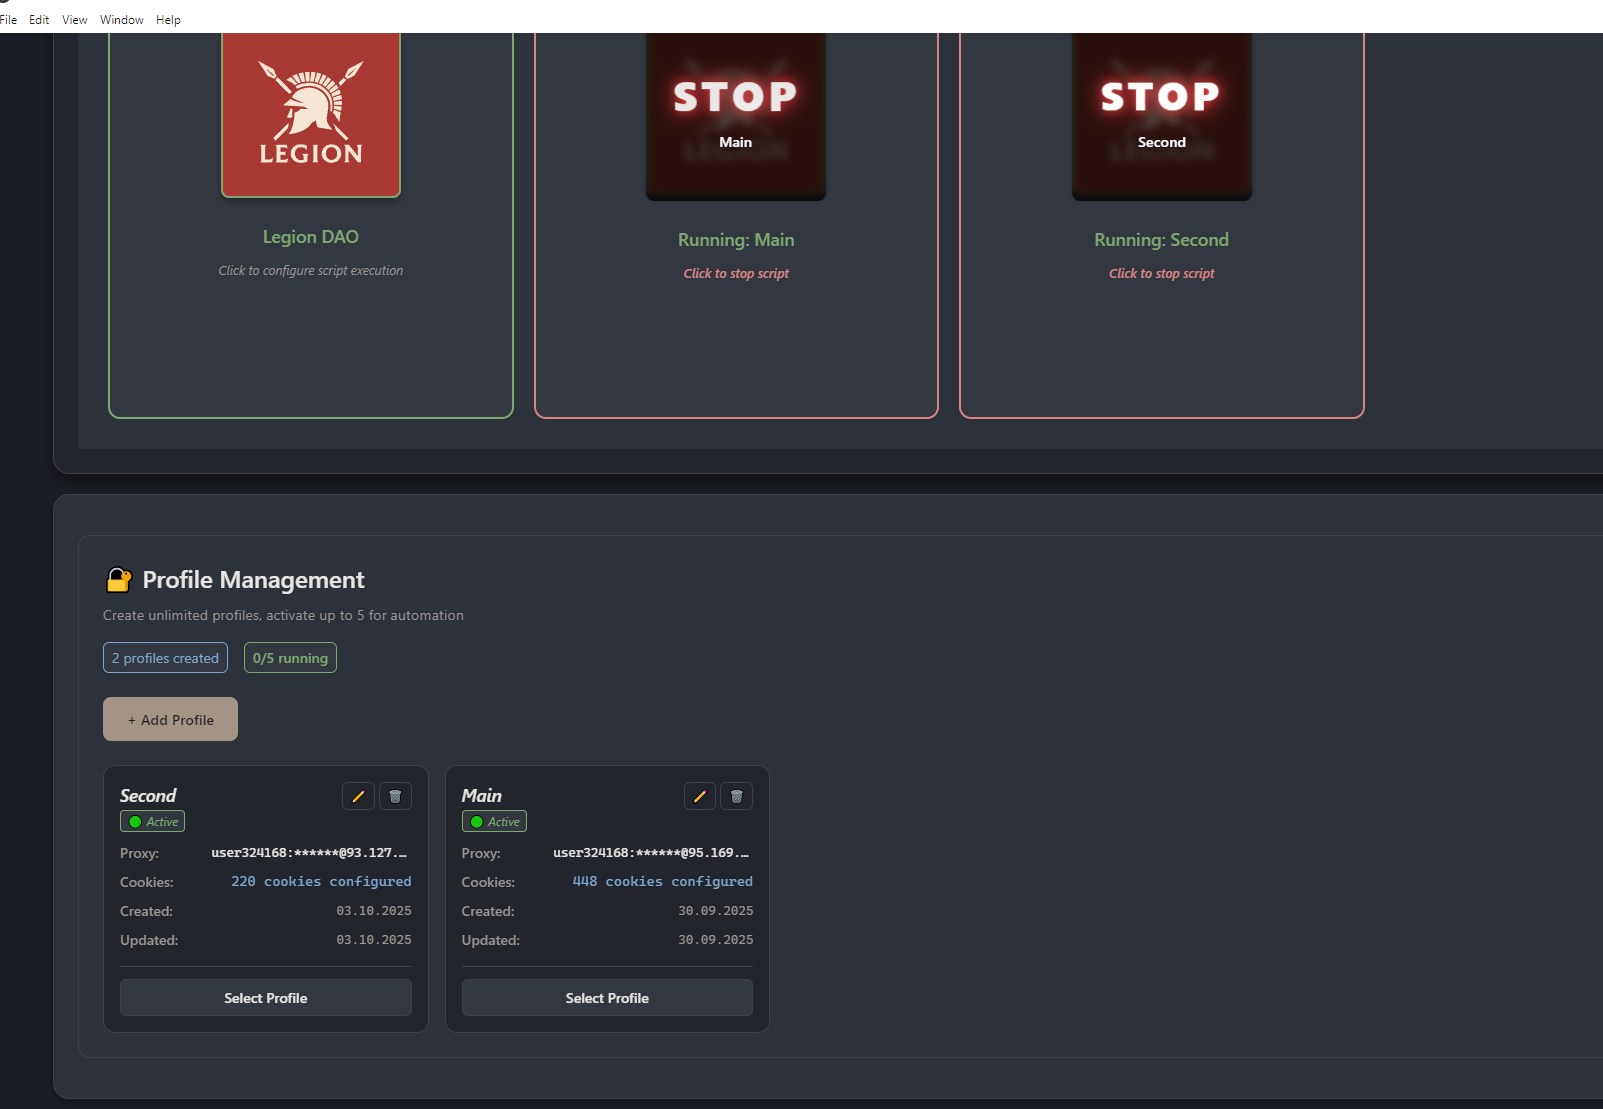 File Edit View Window Help
LEGION
Legion DAO
Click to configure script execution
STOP
Main
LEGION
Running: Main
Click to stop script
STOP
Second
LEGION
Running: Second
Click to stop script
Profile Management
Create unlimited profiles, activate up to 5 for automation
2 profiles created
0/5 running
+ Add Profile
Second
Active
Proxy: user324168:******@93.127.…
Cookies: 220 cookies configured
Created: 03.10.2025
Updated: 03.10.2025
Select Profile
Main
Active
Proxy: user324168:******@95.169.…
Cookies: 448 cookies configured
Created: 30.09.2025
Updated: 30.09.2025
Select Profile